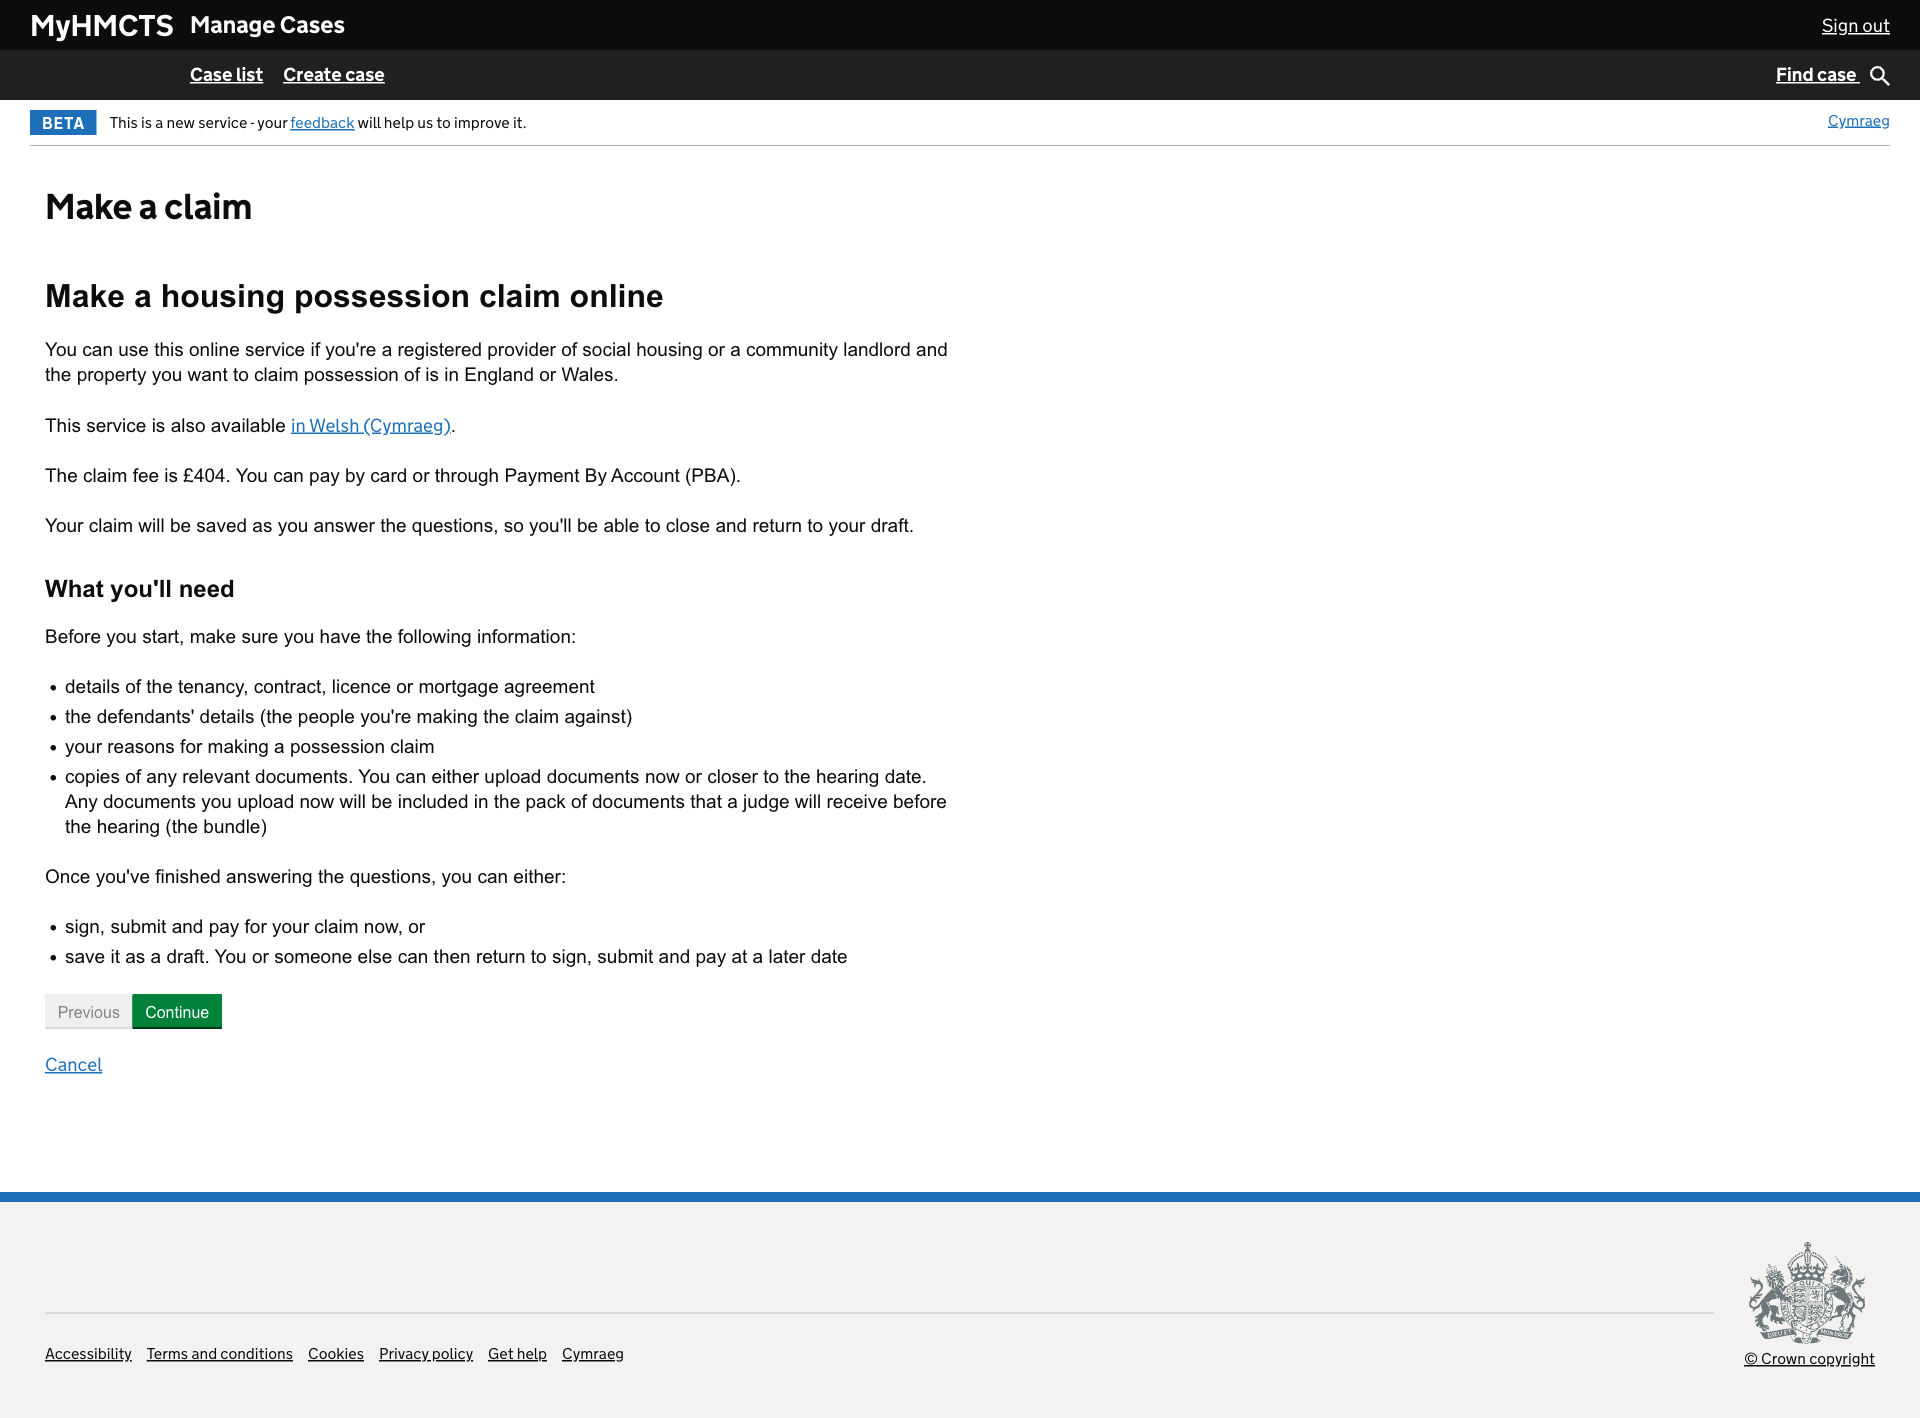 MyHMCTS Manage Cases Sign out
Case list Create case Find case
BETA This is a new service - your feedback will help us to improve it. Cymraeg
Make a claim
Make a housing possession claim online
You can use this online service if you're a registered provider of social housing or a community landlord and
the property you want to claim possession of is in England or Wales.
This service is also available in Welsh (Cymraeg).
The claim fee is £404. You can pay by card or through Payment By Account (PBA).
Your claim will be saved as you answer the questions, so you'll be able to close and return to your draft.
What you'll need
Before you start, make sure you have the following information:
• details of the tenancy, contract, licence or mortgage agreement
• the defendants' details (the people you're making the claim against)
• your reasons for making a possession claim
• copies of any relevant documents. You can either upload documents now or closer to the hearing date.
Any documents you upload now will be included in the pack of documents that a judge will receive before
the hearing (the bundle)
Once you've finished answering the questions, you can either:
• sign, submit and pay for your claim now, or
• save it as a draft. You or someone else can then return to sign, submit and pay at a later date
Previous Continue
Cancel
Accessibility Terms and conditions Cookies Privacy policy Get help Cymraeg
© Crown copyright